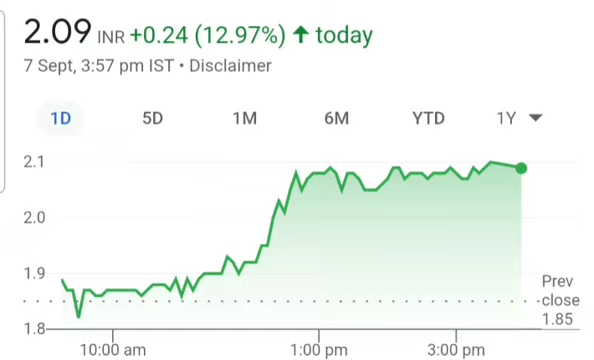 2.09 INR +0.24 (12.97%) ↑ today
7 Sept, 3:57 pm IST • Disclaimer
1D 5D 1M 6M YTD 1Y
2.1
2.0
1.9
1.8
Prev
close
1.85
10:00 am 1:00 pm 3:00 pm